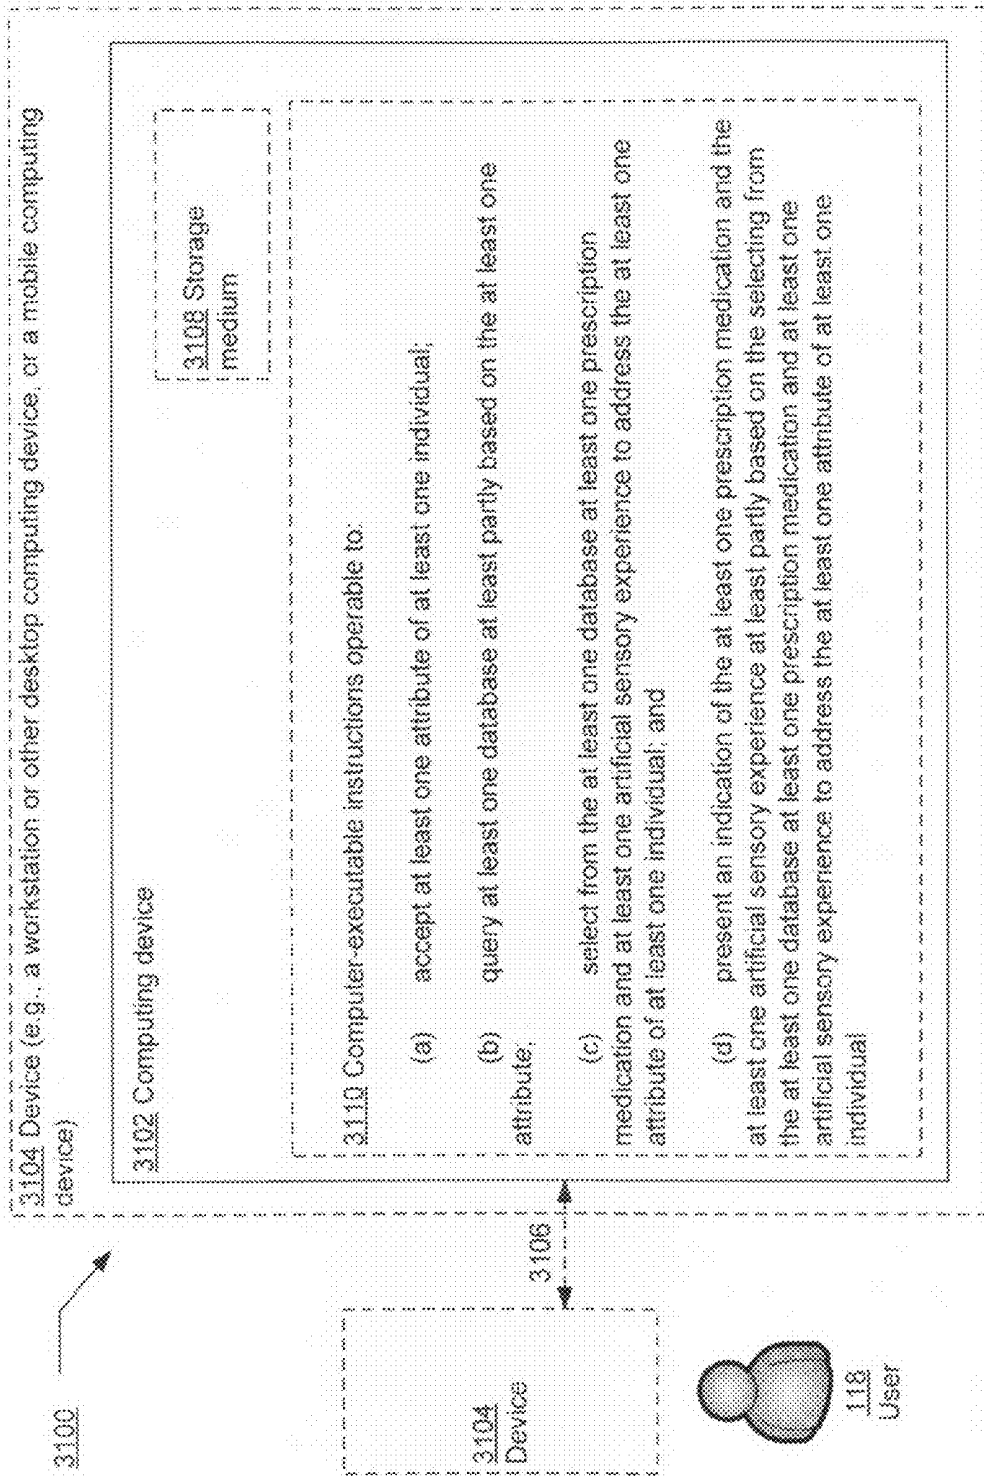 3100
3104 Device (e.g., a workstation or other desktop computing device, or a mobile computing
device)
3102 Computing device
3108 Storage
medium
3110 Computer-executable instructions operable to:
(a) accept at least one attribute of at least one individual;
(b) query at least one database at least partly based on the at least one
attribute;
(c) select from the at least one database at least one prescription
medication and at least one artificial sensory experience to address the at least one
attribute of at least one individual; and
(d) present an indication of the at least one prescription medication and the
at least one artificial sensory experience at least partly based on the selecting from
the at least one database at least one prescription medication and at least one
artificial sensory experience to address the at least one attribute of at least one
individual
3106
3104
Device
118
User